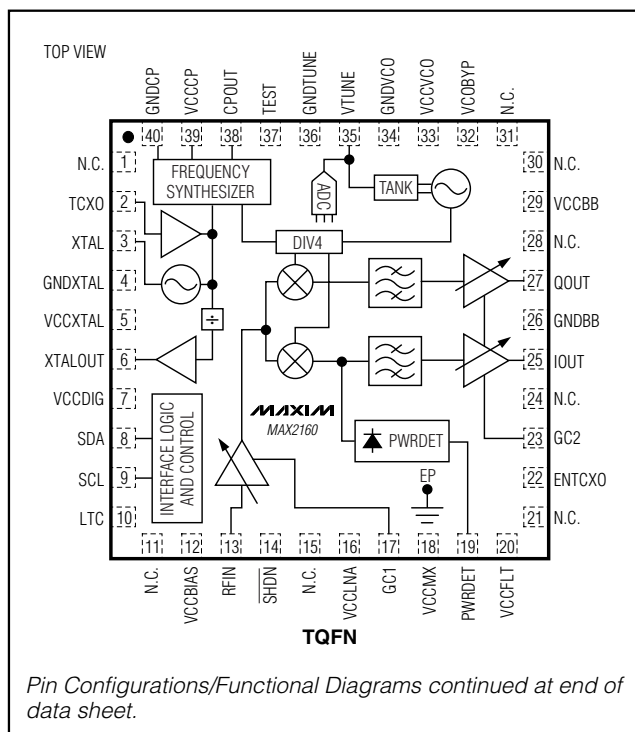 TOP VIEW
GNDCP
VCCCP
CPOUT
TEST
GNDTUNE
VTUNE
GNDVCO
VCCVCO
VCOBYP
N.C.
40 39 38 37 36 35 34 33 32 31
N.C. 1
TCXO 2
XTAL 3
GNDXTAL 4
VCCXTAL 5
XTALOUT 6
VCCDIG 7
SDA 8
SCL 9
LTC 10
FREQUENCY
SYNTHESIZER
ADC
TANK
DIV4
÷
MAXIM
MAX2160
INTERFACE LOGIC
AND CONTROL
PWRDET
EP
30 N.C.
29 VCCBB
28 N.C.
27 QOUT
26 GNDBB
25 IOUT
24 N.C.
23 GC2
22 ENTCXO
21 N.C.
11 12 13 14 15 16 17 18 19 20
N.C.
VCCBIAS
RFIN
SHDN
N.C.
VCCLNA
GC1
VCCMX
PWRDET
VCCFLT
TQFN
Pin Configurations/Functional Diagrams continued at end of
data sheet.